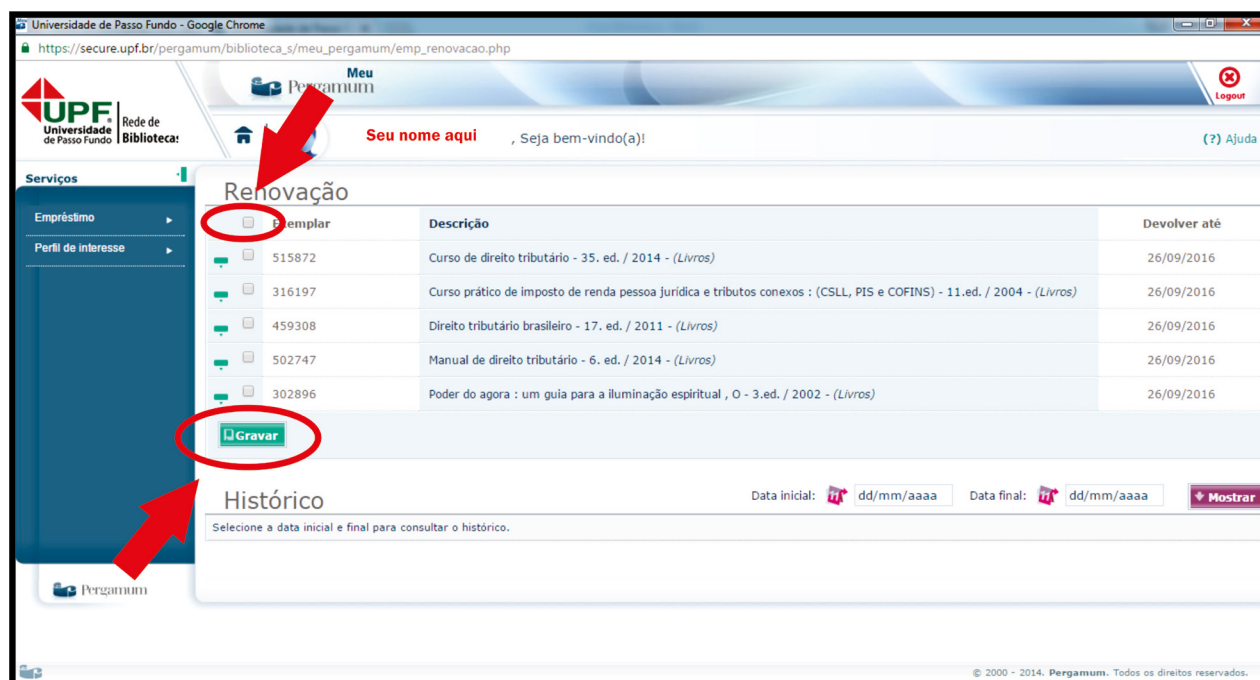 Universidade de Passo Fundo - Google Chrome
https://secure.upf.br/pergamum/biblioteca_s/meu_pergamum/emp_renovacao.php
Meu
Pergamum
Logout
UPF
Universidade
de Passo Fundo
Rede de
Bibliotecas
Seu nome aqui , Seja bem-vindo(a)!
(?) Ajuda
Serviços
Empréstimo
Perfil de interesse
Renovação
Exemplar Descrição Devolver até
515872 Curso de direito tributário - 35. ed. / 2014 - (Livros) 26/09/2016
316197 Curso prático de imposto de renda pessoa jurídica e tributos conexos : (CSLL, PIS e COFINS) - 11.ed. / 2004 - (Livros) 26/09/2016
459308 Direito tributário brasileiro - 17. ed. / 2011 - (Livros) 26/09/2016
502747 Manual de direito tributário - 6. ed. / 2014 - (Livros) 26/09/2016
302896 Poder do agora : um guia para a iluminação espiritual , O - 3.ed. / 2002 - (Livros) 26/09/2016
Gravar
Histórico
Data inicial: dd/mm/aaaa Data final: dd/mm/aaaa Mostrar
Selecione a data inicial e final para consultar o histórico.
Pergamum
© 2000 - 2014. Pergamum. Todos os direitos reservados.